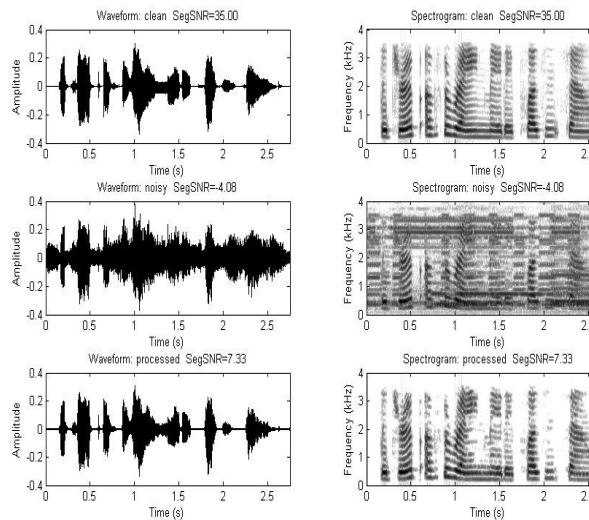 Waveform: clean  SegSNR=35.00
Amplitude
0.4
0.2
0
-0.2
-0.4
0 0.5 1 1.5 2 2.5
Time (s)
Spectrogram: clean  SegSNR=35.00
Frequency (kHz)
4
3
2
1
0
0 0.5 1 1.5 2 2.5
Time (s)
Waveform: noisy  SegSNR=-4.08
Amplitude
0.4
0.2
0
-0.2
-0.4
0 0.5 1 1.5 2 2.5
Time (s)
Spectrogram: noisy  SegSNR=-4.08
Frequency (kHz)
4
3
2
1
0
0 0.5 1 1.5 2 2.5
Time (s)
Waveform: processed  SegSNR=7.33
Amplitude
0.4
0.2
0
-0.2
-0.4
0 0.5 1 1.5 2 2.5
Time (s)
Spectrogram: processed  SegSNR=7.33
Frequency (kHz)
4
3
2
1
0
0 0.5 1 1.5 2 2.5
Time (s)